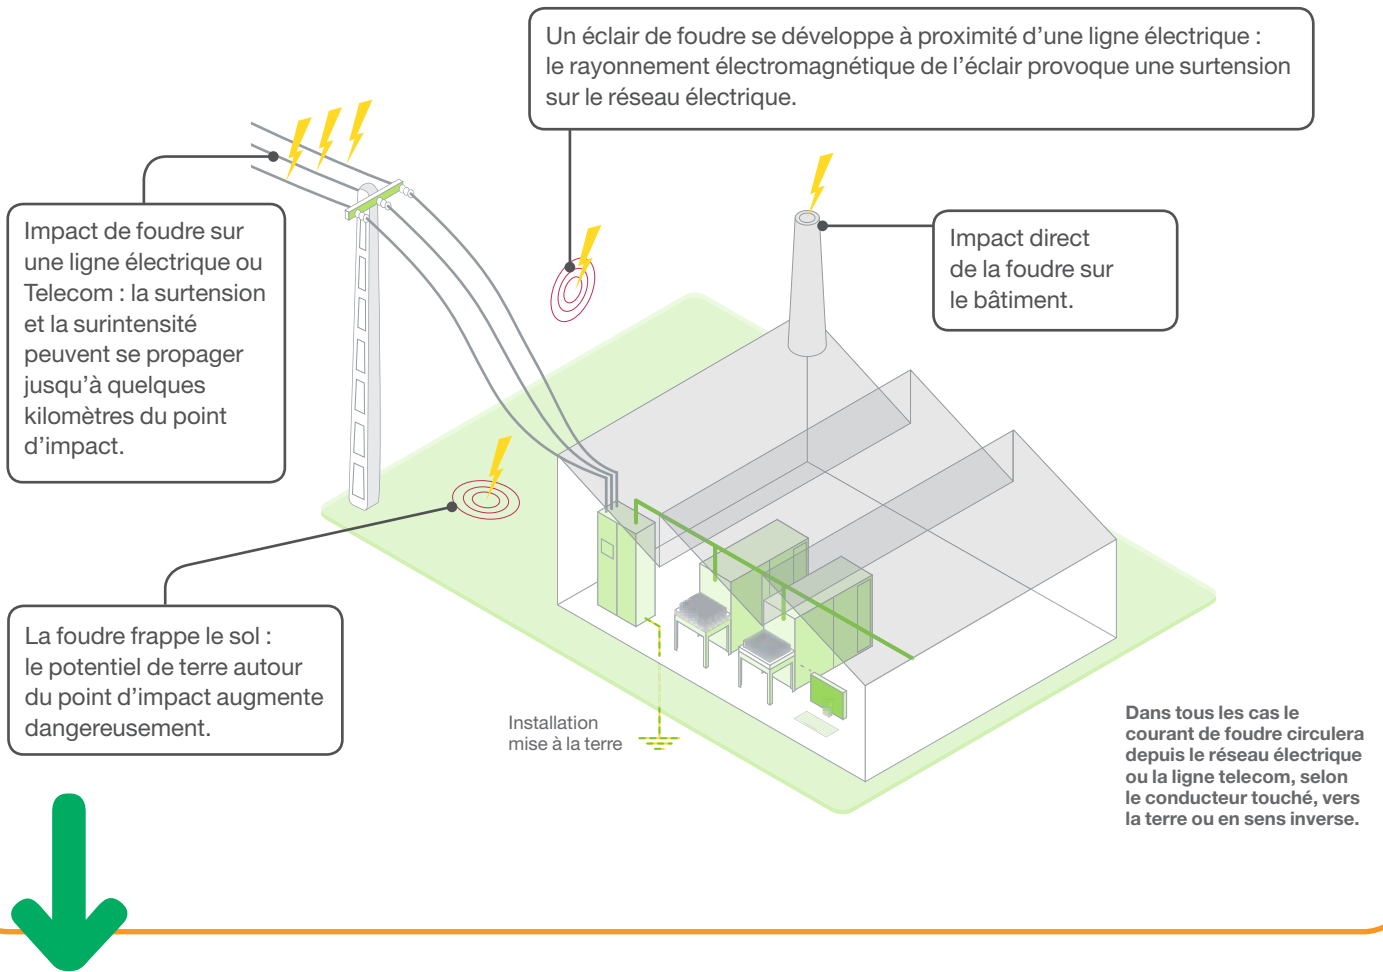 Un éclair de foudre se développe à proximité d’une ligne électrique :
le rayonnement électromagnétique de l’éclair provoque une surtension
sur le réseau électrique.
Impact de foudre sur
une ligne électrique ou
Telecom : la surtension
et la surintensité
peuvent se propager
jusqu’à quelques
kilomètres du point
d’impact.
Impact direct
de la foudre sur
le bâtiment.
La foudre frappe le sol :
le potentiel de terre autour
du point d’impact augmente
dangereusement.
Installation
mise à la terre
Dans tous les cas le
courant de foudre circulera
depuis le réseau électrique
ou la ligne telecom, selon
le conducteur touché, vers
la terre ou en sens inverse.